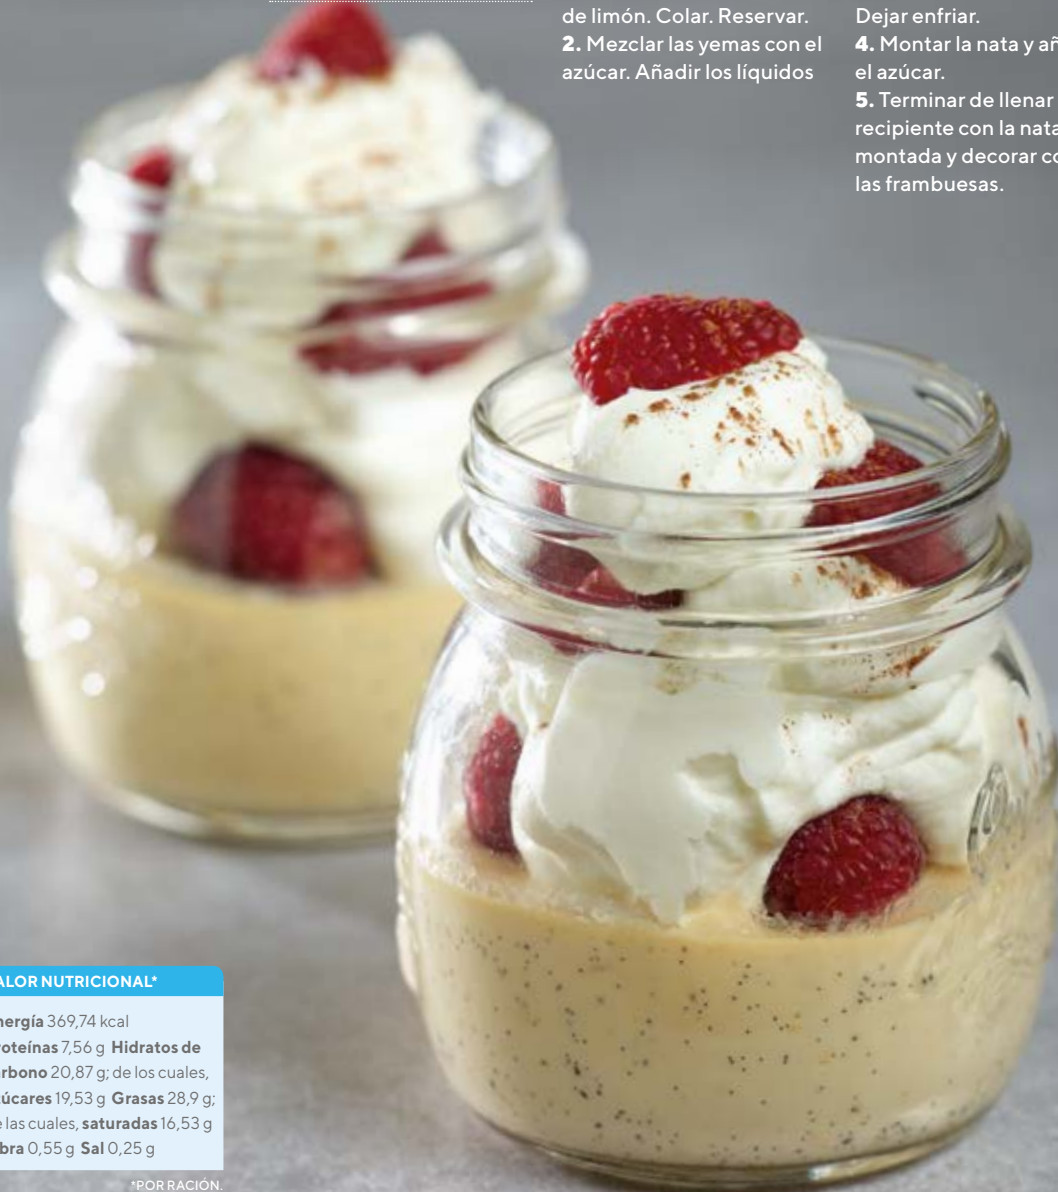 de limón. Colar. Reservar.
2. Mezclar las yemas con el
azúcar. Añadir los líquidos
Dejar enfriar.
4. Montar la nata y añ
el azúcar.
5. Terminar de llenar
recipiente con la nata
montada y decorar co
las frambuesas.
ALOR NUTRICIONAL*
nergía 369,74 kcal
roteínas 7,56 g Hidratos de
rbono 20,87 g; de los cuales,
úcares 19,53 g Grasas 28,9 g;
e las cuales, saturadas 16,53 g
bra 0,55 g Sal 0,25 g
*POR RACIÓN.